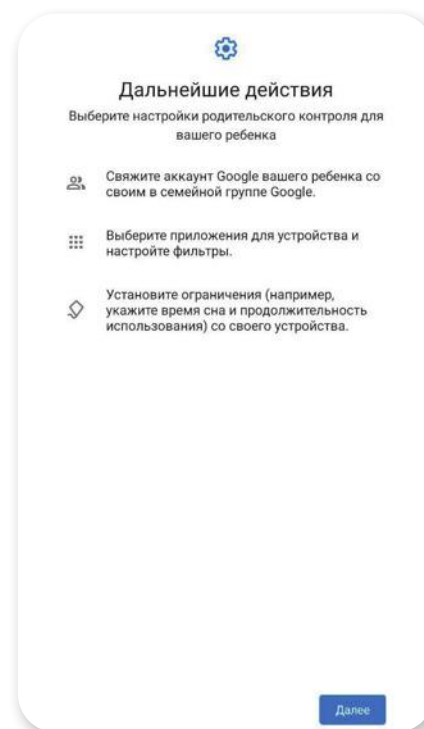 Дальнейшие действия
Выберите настройки родительского контроля для
вашего ребенка
Свяжите аккаунт Google вашего ребенка со
своим в семейной группе Google.
Выберите приложения для устройства и
настройте фильтры.
Установите ограничения (например,
укажите время сна и продолжительность
использования) со своего устройства.
Далее